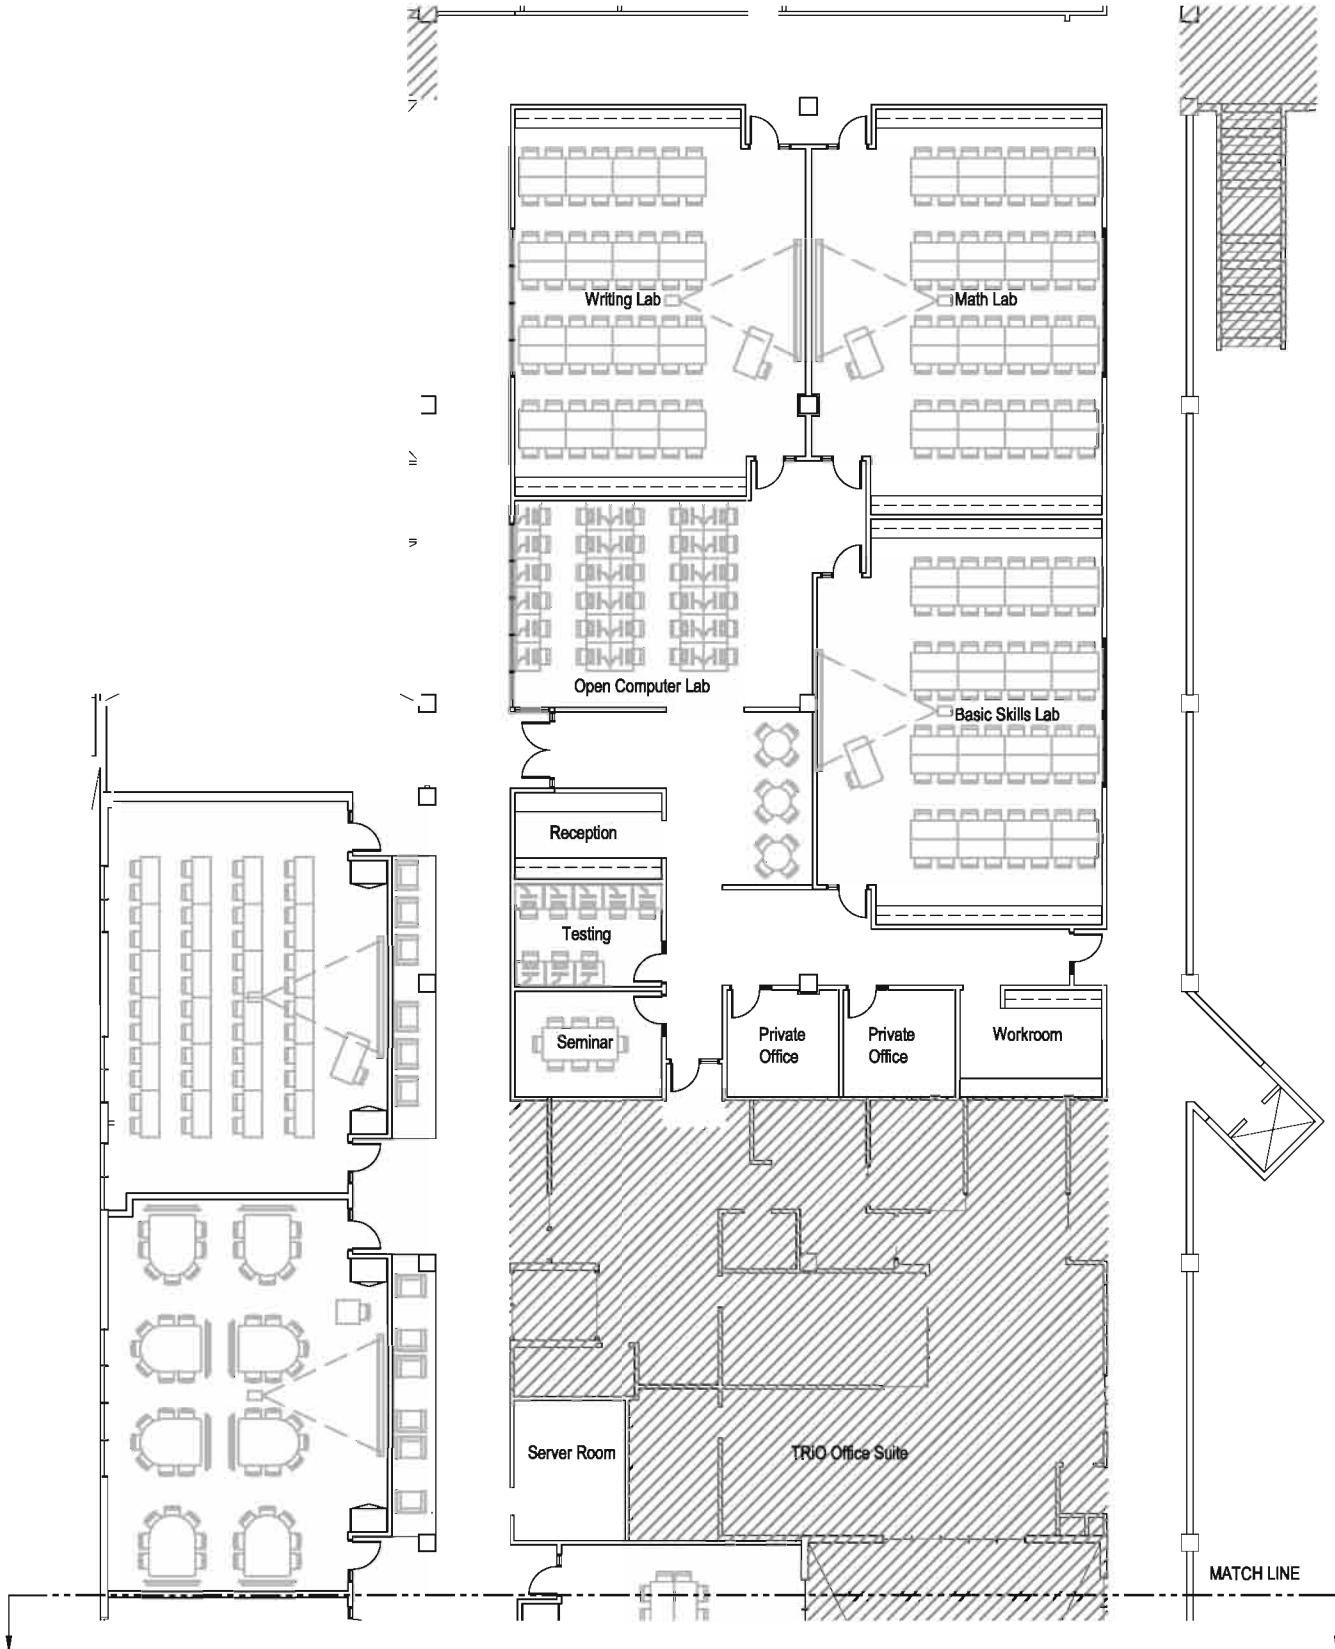 Writing Lab
Math Lab
Open Computer Lab
Basic Skills Lab
Reception
Testing
Seminar
Private
Office
Private
Office
Workroom
Server Room
TRiO Office Suite
MATCH LINE